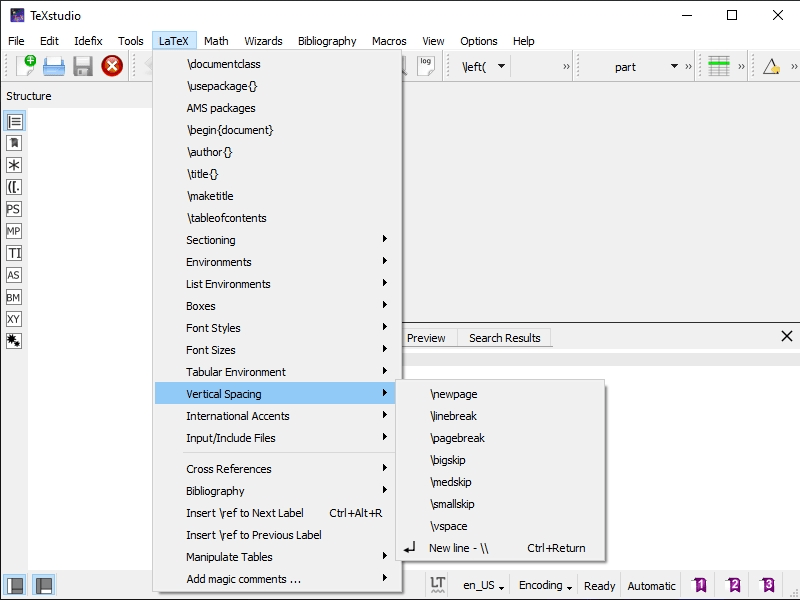 TeXstudio
File Edit Idefix Tools LaTeX Math Wizards Bibliography Macros View Options Help
log \left( part
Structure
\documentclass
\usepackage{}
AMS packages
\begin{document}
\author{}
\title{}
\maketitle
\tableofcontents
Sectioning
Environments
List Environments
Boxes
Font Styles
Font Sizes
Tabular Environment
Vertical Spacing
International Accents
Input/Include Files
Cross References
Bibliography
Insert \ref to Next Label Ctrl+Alt+R
Insert \ref to Previous Label
Manipulate Tables
Add magic comments ...
\newpage
\linebreak
\pagebreak
\bigskip
\medskip
\smallskip
\vspace
New line - \\ Ctrl+Return
Preview Search Results
([.
PS
MP
TI
AS
BM
XY
LT en_US Encoding Ready Automatic 1 2 3